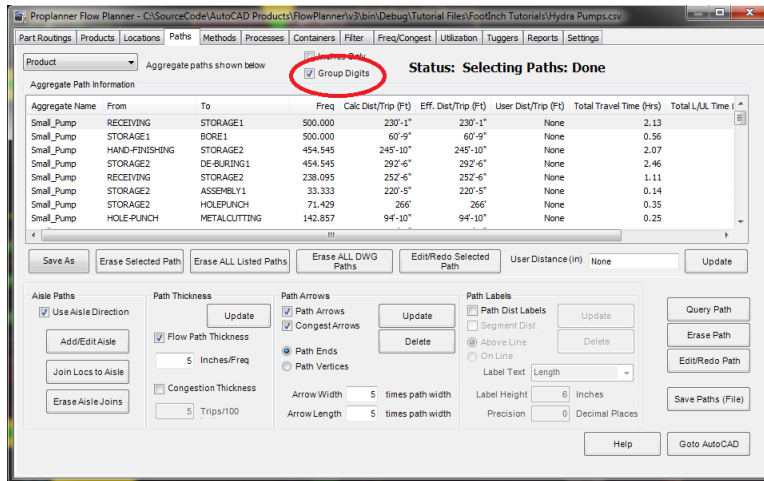 Proplanner Flow Planner - C:\SourceCode\AutoCAD Products\FlowPlanner\v3\bin\Debug\Tutorial Files\FootInch Tutorials\Hydra Pumps.csv
Part Routings Products Locations Paths Methods Processes Containers Filter Freq/Congest Utilization Tuggers Reports Settings
Product Aggregate paths shown below Only
Group Digits Status: Selecting Paths: Done
Aggregate Path Information
Aggregate Name From To Freq Calc Dist/Trip (Ft) Eff. Dist/Trip (Ft) User Dist/Trip (Ft) Total Travel Time (Hrs) Total L/UL Time (
Small_Pump RECEIVING STORAGE1 500.000 230'-1" 230'-1" None 2.13
Small_Pump STORAGE1 BORE1 500.000 60'-9" 60'-9" None 0.56
Small_Pump HAND-FINISHING STORAGE2 454.545 245'-10" 245'-10" None 2.07
Small_Pump STORAGE2 DE-BURING1 454.545 292'-6" 292'-6" None 2.46
Small_Pump RECEIVING STORAGE2 238.095 252'-6" 252'-6" None 1.11
Small_Pump STORAGE2 ASSEMBLY1 33.333 220'-5" 220'-5" None 0.14
Small_Pump STORAGE2 HOLEPUNCH 71.429 266' 266' None 0.35
Small_Pump HOLE-PUNCH METALCUTTING 142.857 94'-10" 94'-10" None 0.25
Save As Erase Selected Path Erase ALL Listed Paths Erase ALL DWG Paths Edit/Redo Selected Path User Distance (in) None Update
Aisle Paths Path Thickness Path Arrows Path Labels
Use Aisle Direction Update Path Arrows Update Path Dist Labels Update Query Path
Congest Arrows Segment Dist.
Add/Edit Aisle Flow Path Thickness Delete Above Line Delete Erase Path
5 Inches/Freq Path Ends On Line
Join Locs to Aisle Path Vertices Label Text Length Edit/Redo Path
Congestion Thickness
Erase Aisle Joins 5 Trips/100 Arrow Width 5 times path width Label Height 6 Inches Save Paths (File)
Arrow Length 5 times path width Precision 0 Decimal Places
Help Goto AutoCAD